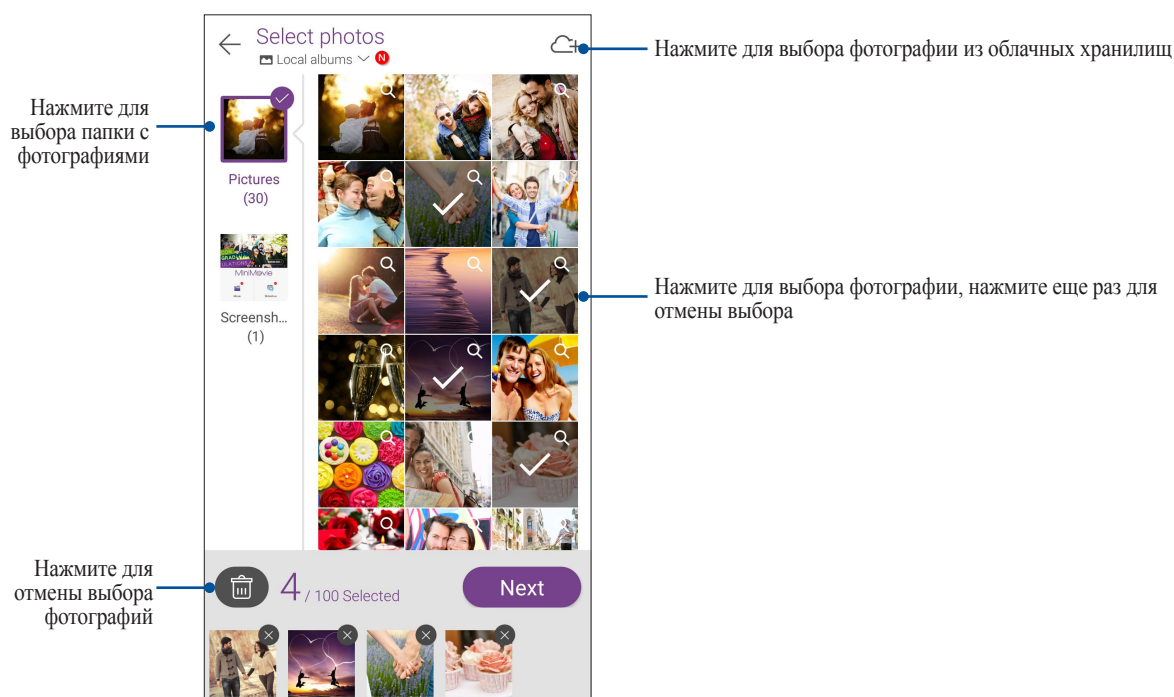 Select photos
Local albums
N
Нажмите для выбора фотографии из облачных хранилищ
Нажмите для
выбора папки с
фотографиями
Pictures
(30)
MiniMovie
Screensh...
(1)
Нажмите для выбора фотографии, нажмите еще раз для
отмены выбора
Нажмите для
отмены выбора
фотографий
4 / 100 Selected
Next